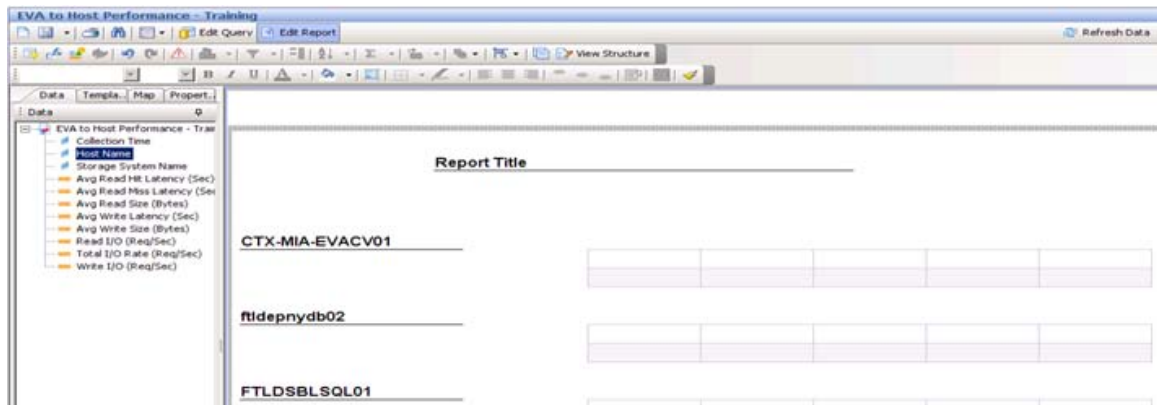 EVA to Host Performance - Training
Edit Query Edit Report Refresh Data
View Structure
B I U A
Data Templa.. Map Propert..
Data
EVA to Host Performance - Trai
Collection Time
Host Name
Storage System Name
Avg Read Hit Latency (Sec)
Avg Read Miss Latency (Sec
Avg Read Size (Bytes)
Avg Write Latency (Sec)
Avg Write Size (Bytes)
Read I/O (Req/Sec)
Total I/O Rate (Req/Sec)
Write I/O (Req/Sec)
Report Title
CTX-MIA-EVACV01
ftldepnydb02
FTLDSBLSQL01